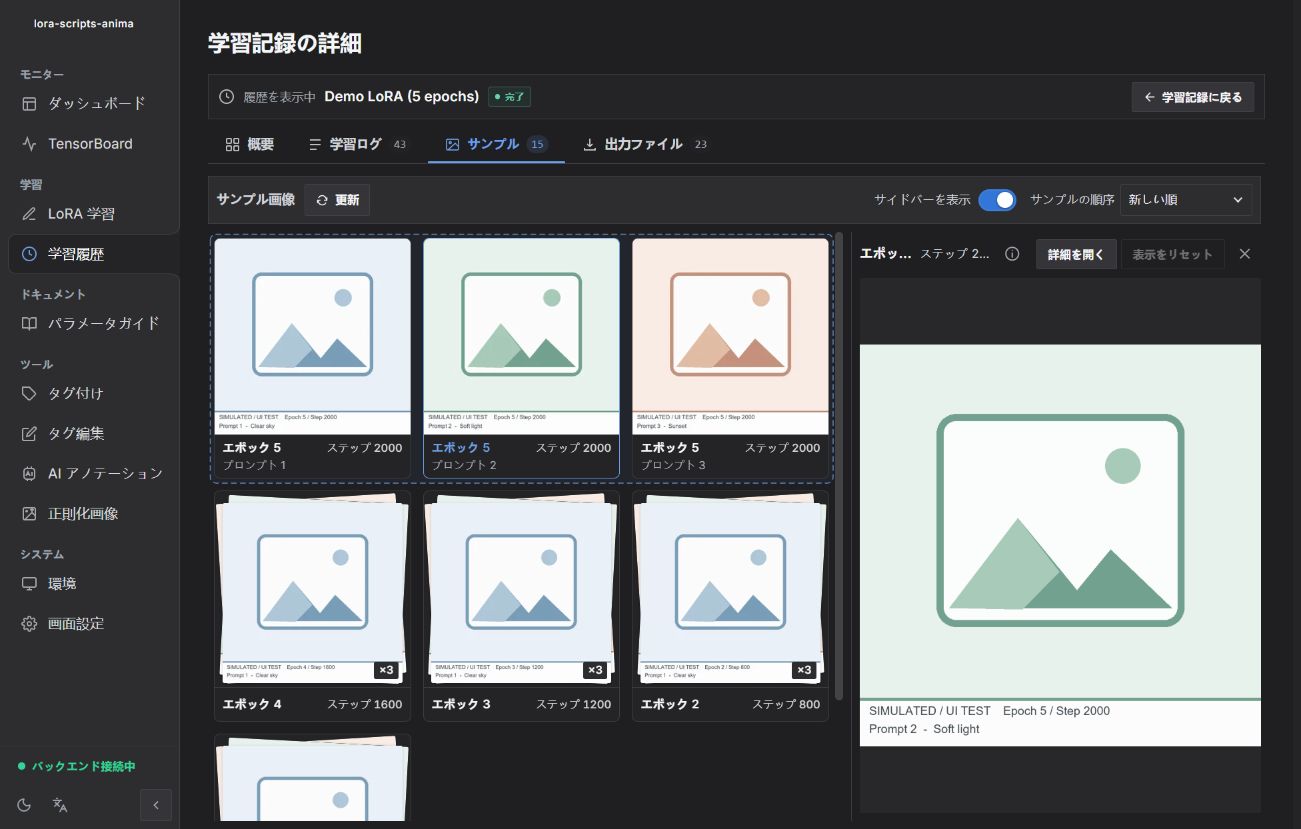 lora-scripts-anima
モニター
ダッシュボード
TensorBoard
学習
LoRA 学習
学習履歴
ドキュメント
パラメータガイド
ツール
タグ付け
タグ編集
AI アノテーション
正則化画像
システム
環境
画面設定
バックエンド接続中
学習記録の詳細
履歴を表示中 Demo LoRA (5 epochs) 完了
学習記録に戻る
概要 学習ログ 43 サンプル 15 出力ファイル 23
サンプル画像 更新 サイドバーを表示 サンプルの順序 新しい順
SIMULATED / UI TEST Epoch 5 / Step 2000
Prompt 1 - Clear sky
エポック 5 ステップ 2000
プロンプト 1
SIMULATED / UI TEST Epoch 5 / Step 2000
Prompt 2 - Soft light
エポック 5 ステップ 2000
プロンプト 2
SIMULATED / UI TEST Epoch 5 / Step 2000
Prompt 3 - Sunset
エポック 5 ステップ 2000
プロンプト 3
SIMULATED / UI TEST Epoch 4 / Step 1600
Prompt 1 - Clear sky
×3
エポック 4 ステップ 1600
SIMULATED / UI TEST Epoch 3 / Step 1200
Prompt 1 - Clear sky
×3
エポック 3 ステップ 1200
SIMULATED / UI TEST Epoch 2 / Step 800
Prompt 1 - Clear sky
×3
エポック 2 ステップ 800
エポッ... ステップ 2... 詳細を開く 表示をリセット
SIMULATED / UI TEST Epoch 5 / Step 2000
Prompt 2 - Soft light